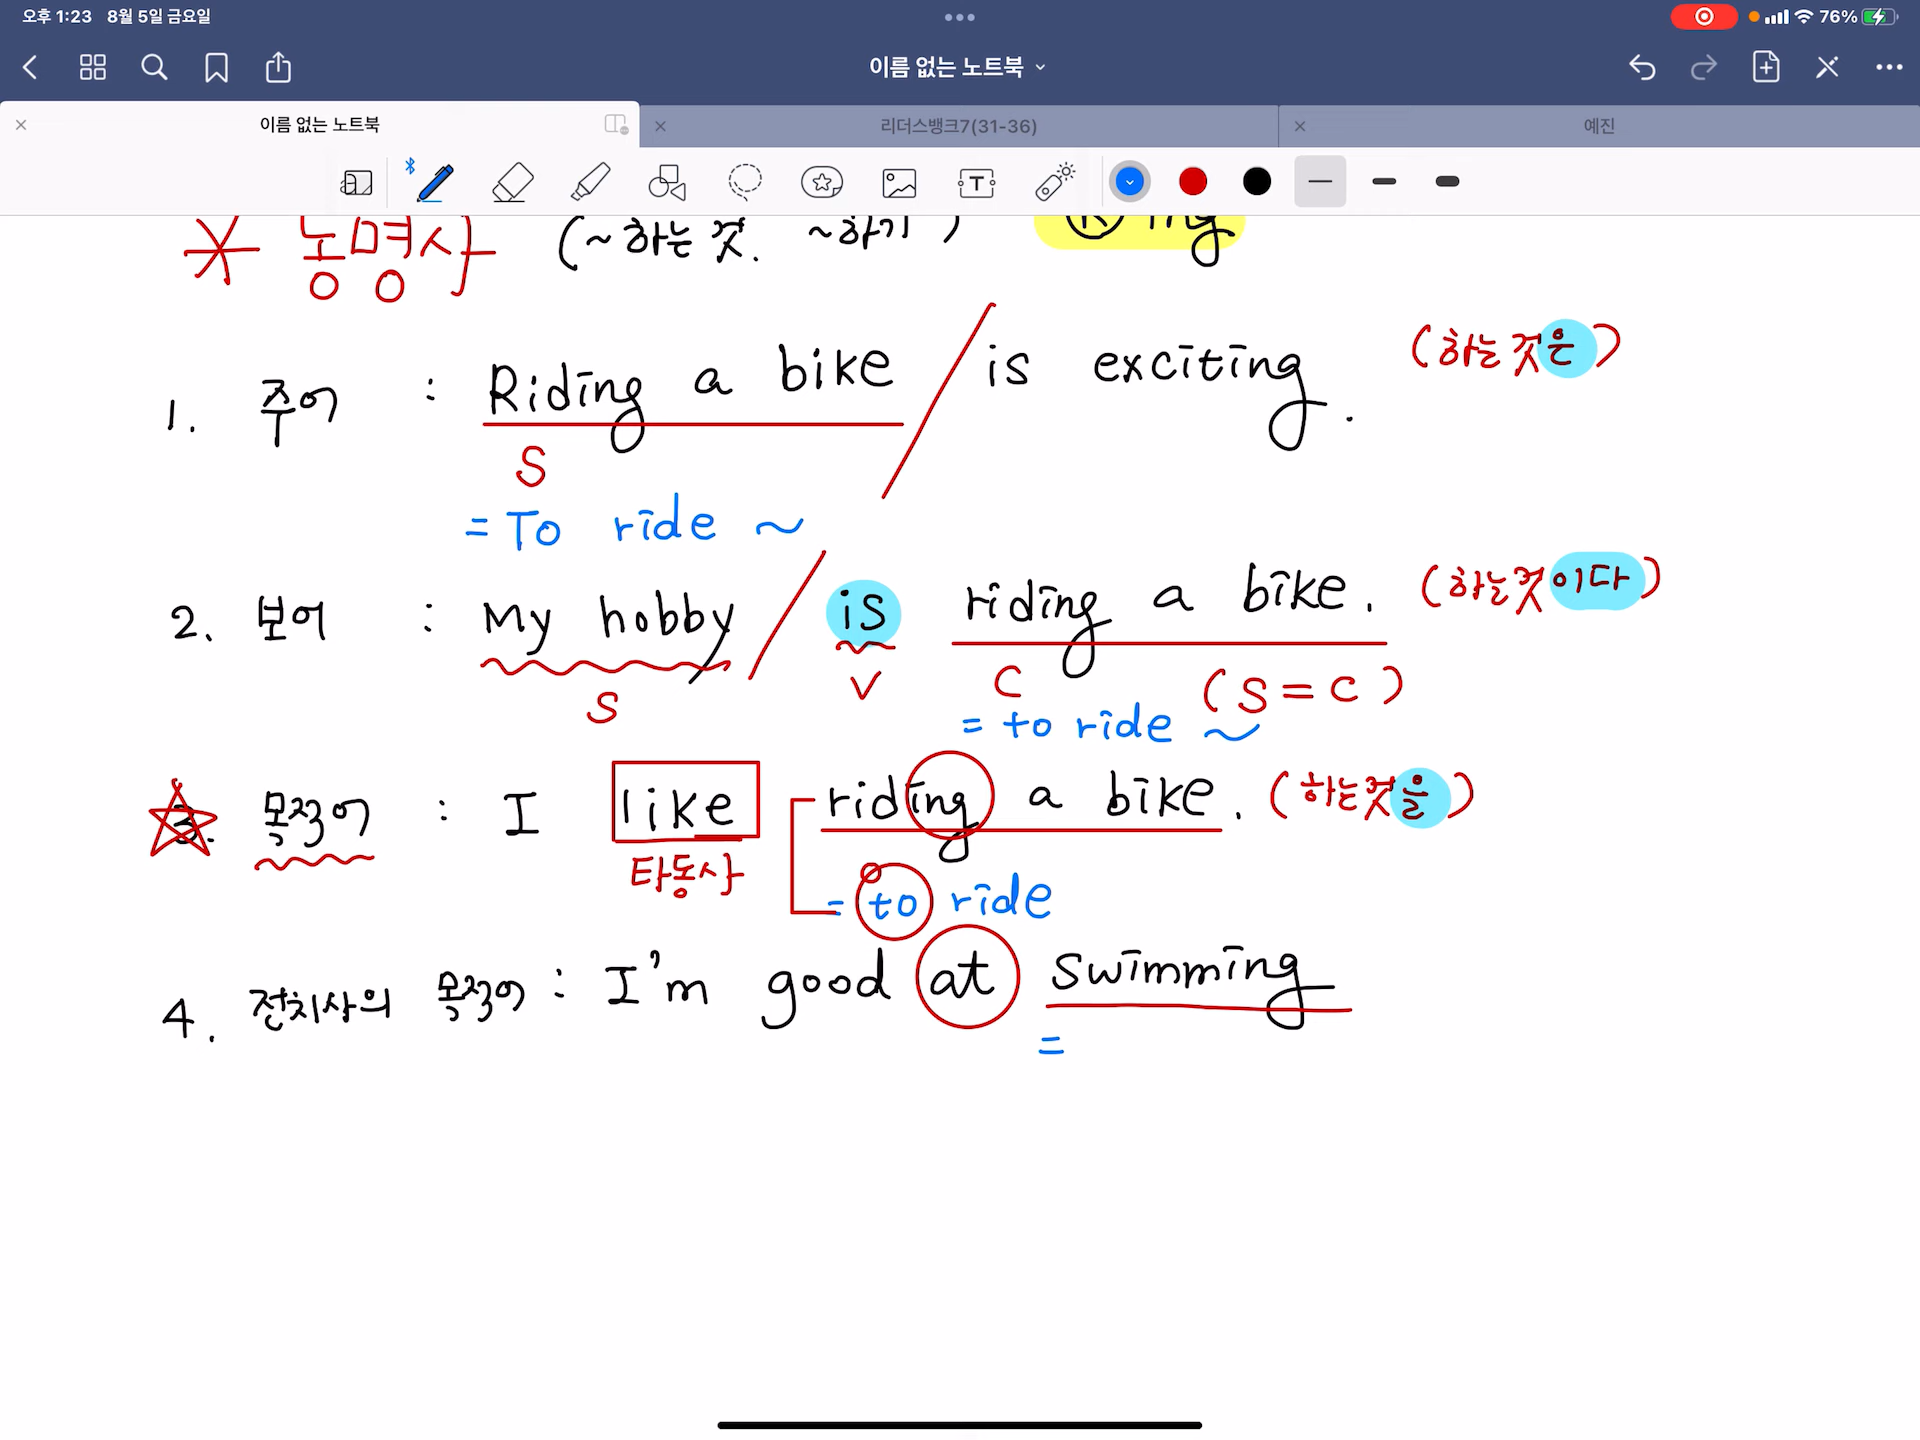 오후 1:23 8월 5일 금요일
76%
이름 없는 노트북
이름 없는 노트북 리더스뱅크7(31-36) 예진
* 동명사 (~하는 것. ~하기) Ⓡ ing
1. 주어 : Riding a bike / is exciting. (하는것은)
S
= To ride ~
2. 보어 : My hobby / is riding a bike. (하는것이다)
S V C (S = C)
= to ride ~
3. 목적어 : I like riding a bike. (하는것을)
타동사
= to ride
4. 전치사의 목적어 : I'm good at swimming
=